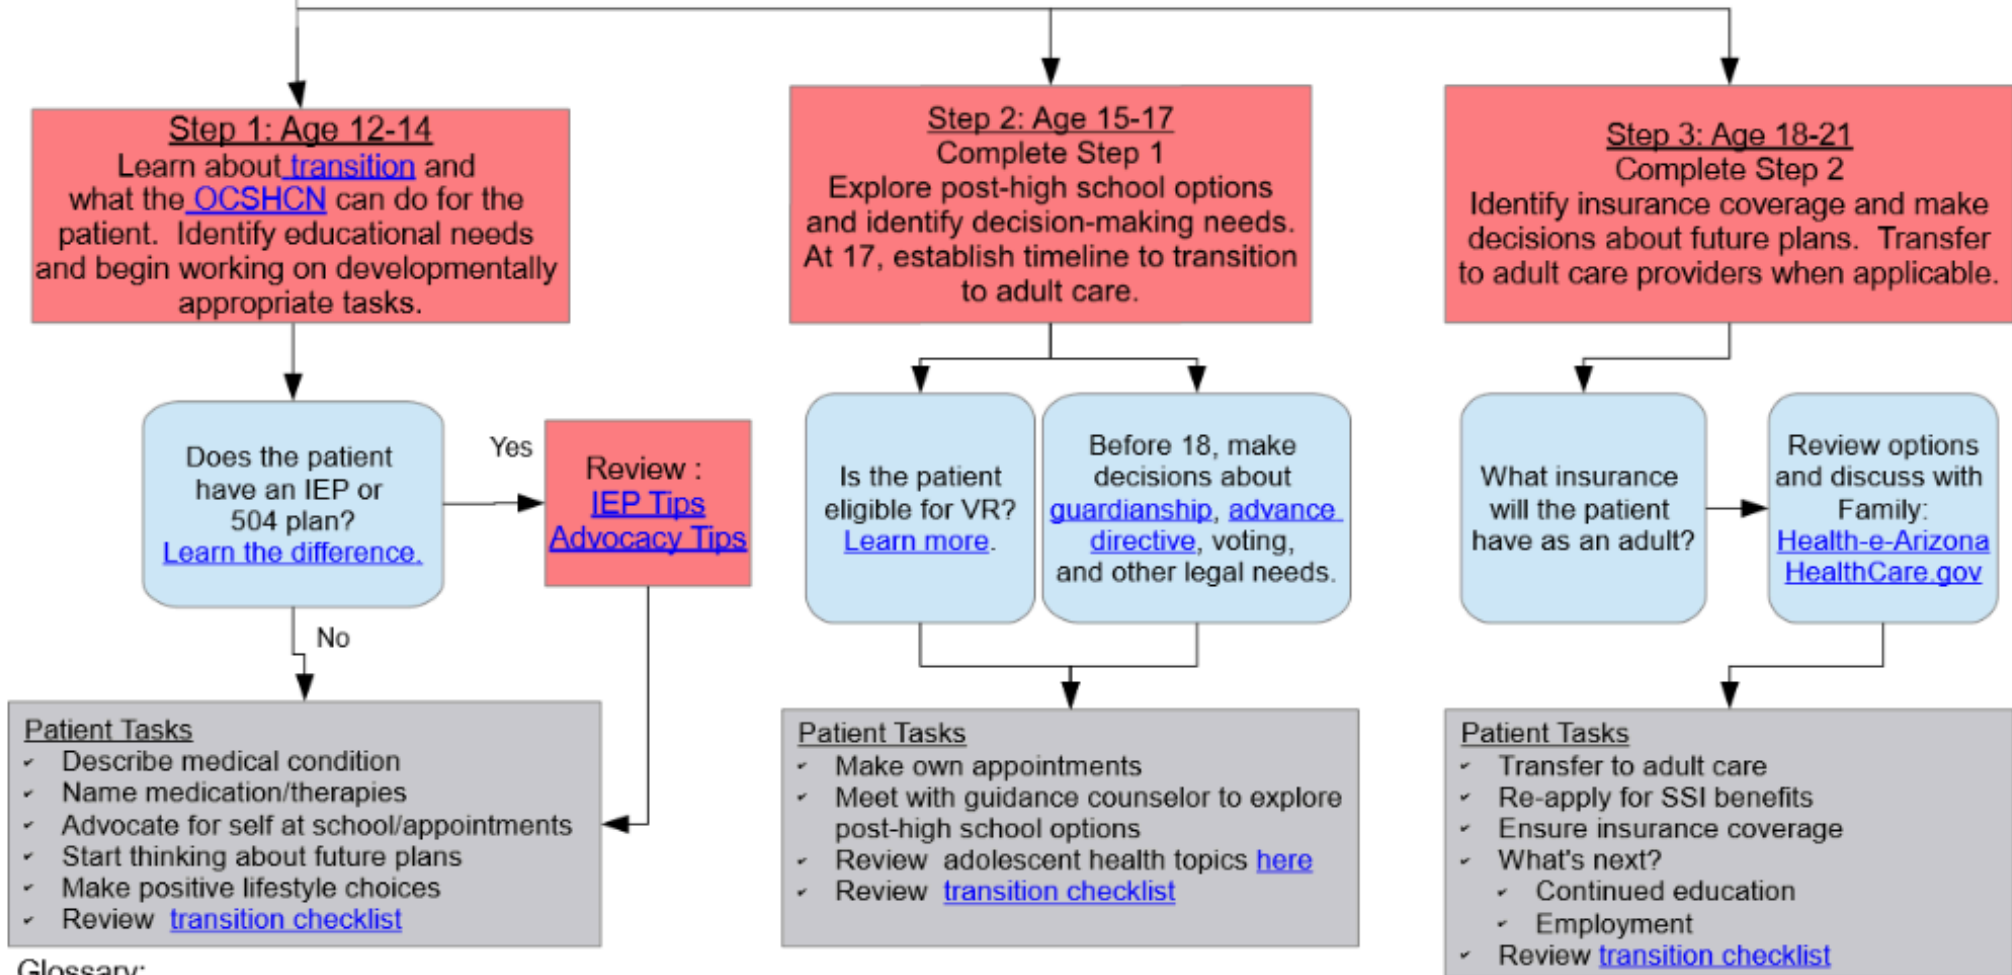 Step 1: Age 12-14
Learn about transition and
what the OCSHCN can do for the
patient. Identify educational needs
and begin working on developmentally
appropriate tasks.
Step 2: Age 15-17
Complete Step 1
Explore post-high school options
and identify decision-making needs.
At 17, establish timeline to transition
to adult care.
Step 3: Age 18-21
Complete Step 2
Identify insurance coverage and make
decisions about future plans. Transfer
to adult care providers when applicable.
Does the patient
have an IEP or
504 plan?
Learn the difference.
Yes
No
Review :
IEP Tips
Advocacy Tips
Is the patient
eligible for VR?
Learn more.
Before 18, make
decisions about
guardianship, advance
directive, voting,
and other legal needs.
What insurance
will the patient
have as an adult?
Review options
and discuss with
Family:
Health-e-Arizona
HealthCare.gov
Patient Tasks
Describe medical condition
Name medication/therapies
Advocate for self at school/appointments
Start thinking about future plans
Make positive lifestyle choices
Review transition checklist
Patient Tasks
Make own appointments
Meet with guidance counselor to explore
post-high school options
Review adolescent health topics here
Review transition checklist
Patient Tasks
Transfer to adult care
Re-apply for SSI benefits
Ensure insurance coverage
What's next?
Continued education
Employment
Review transition checklist
Glossary: